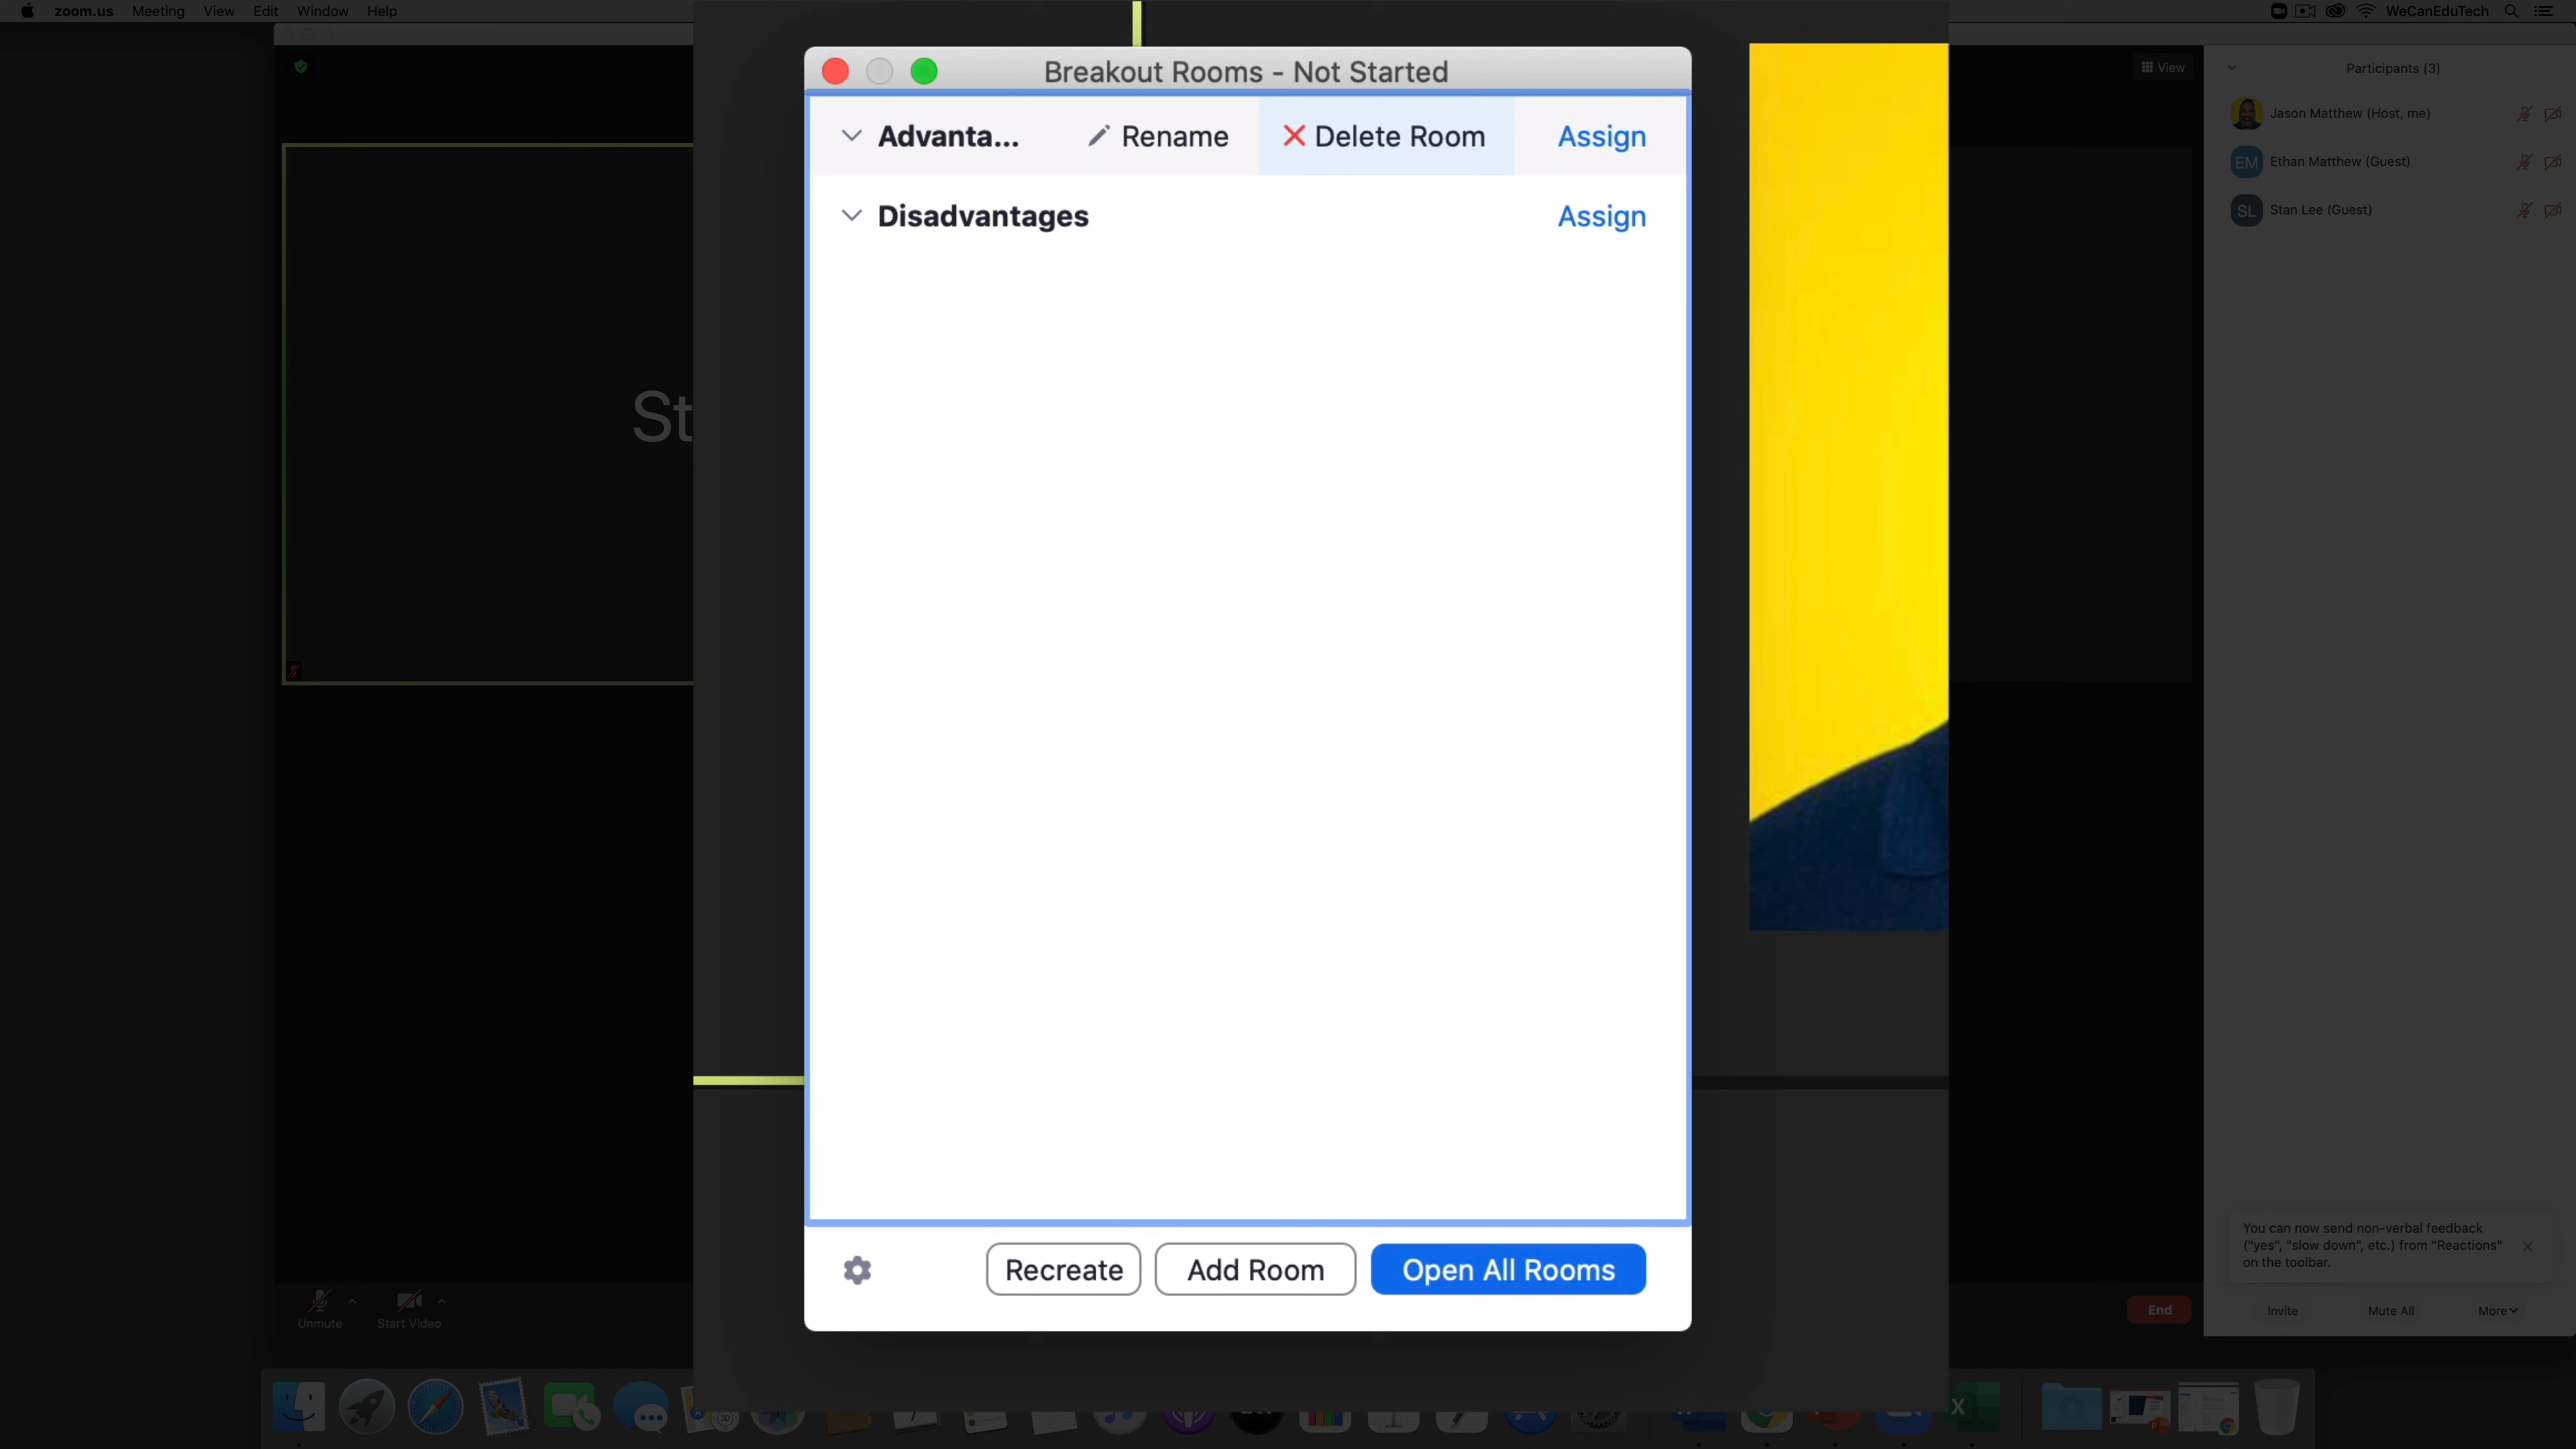 zoom.us Meeting View Edit Window Help
WeCanEduTech
Breakout Rooms - Not Started
Advanta... Rename Delete Room Assign
Disadvantages Assign
Recreate Add Room Open All Rooms
St
Unmute Start Video
View
End
Participants (3)
Jason Matthew (Host, me)
EM Ethan Matthew (Guest)
SL Stan Lee (Guest)
You can now send non-verbal feedback
("yes", "slow down", etc.) from "Reactions"
on the toolbar.
Invite Mute All More